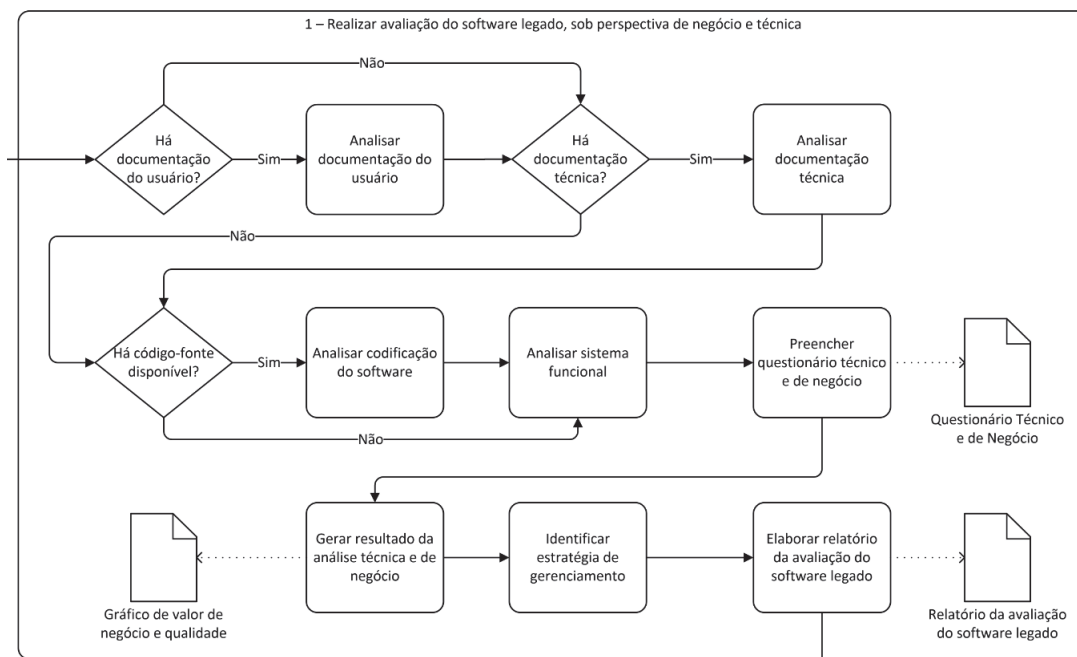 1 – Realizar avaliação do software legado, sob perspectiva de negócio e técnica
Não
Há
documentação
do usuário?
Sim
Analisar
documentação do
usuário
Há
documentação
técnica?
Sim
Analisar
documentação
técnica
Não
Há código-fonte
disponível?
Sim
Analisar codificação
do software
Analisar sistema
funcional
Preencher
questionário técnico
e de negócio
Questionário Técnico
e de Negócio
Não
Gráfico de valor de
negócio e qualidade
Gerar resultado da
análise técnica e de
negócio
Identificar
estratégia de
gerenciamento
Elaborar relatório
da avaliação do
software legado
Relatório da avaliação
do software legado